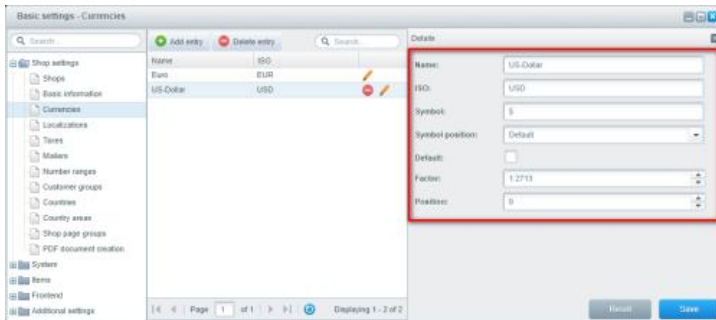 Basic settings - Currencies
Search...
Shop settings
Shops
Basic information
Currencies
Localizations
Taxes
Mailers
Number ranges
Customer groups
Countries
Country areas
Shop page groups
PDF document creation
System
Items
Frontend
Additional settings
Add entry Delete entry Search...
Name ISO
Euro EUR
US-Dollar USD
Page 1 of 1 Displaying 1 - 2 of 2
Details
Name: US-Dollar
ISO: USD
Symbol: $
Symbol position: Default
Default:
Factor: 1.2713
Position: 0
Reset Save